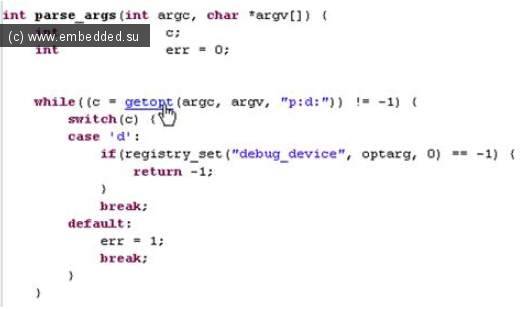 int parse_args(int argc, char *argv[]) {
(c) www.embedded.su
c;
int err = 0;
while((c = getopt(argc, argv, "p:d:")) != -1) {
switch(c) {
case 'd':
if(registry_set("debug_device", optarg, 0) == -1) {
return -1;
}
break;
default:
err = 1;
break;
}
}